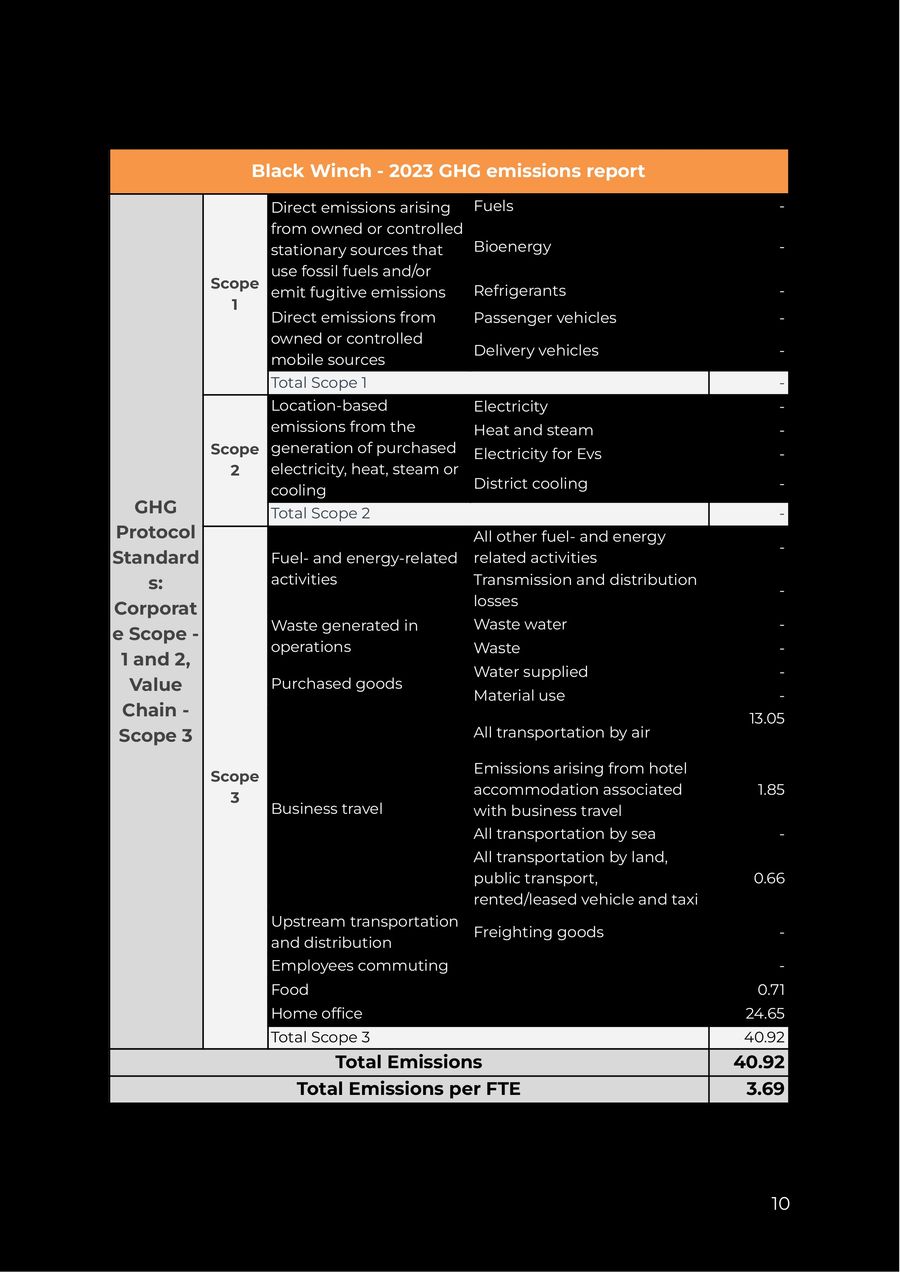 Black Winch - 2023 GHG emissions report
GHG
Protocol
Standard
s:
Corporat
e Scope -
1 and 2,
Value
Chain -
Scope 3
Scope
1
Direct emissions arising
from owned or controlled
stationary sources that
use fossil fuels and/or
emit fugitive emissions
Fuels -
Bioenergy -
Refrigerants -
Direct emissions from
owned or controlled
mobile sources
Passenger vehicles -
Delivery vehicles -
Total Scope 1 -
Scope
2
Location-based
emissions from the
generation of purchased
electricity, heat, steam or
cooling
Electricity -
Heat and steam -
Electricity for Evs -
District cooling -
Total Scope 2 -
Scope
3
Fuel- and energy-related
activities
All other fuel- and energy
related activities -
Transmission and distribution
losses -
Waste generated in
operations
Waste water -
Waste -
Purchased goods
Water supplied -
Material use -
Business travel
All transportation by air 13.05
Emissions arising from hotel
accommodation associated
with business travel 1.85
All transportation by sea -
All transportation by land,
public transport,
rented/leased vehicle and taxi 0.66
Upstream transportation
and distribution
Freighting goods -
Employees commuting -
Food 0.71
Home office 24.65
Total Scope 3 40.92
Total Emissions 40.92
Total Emissions per FTE 3.69
10